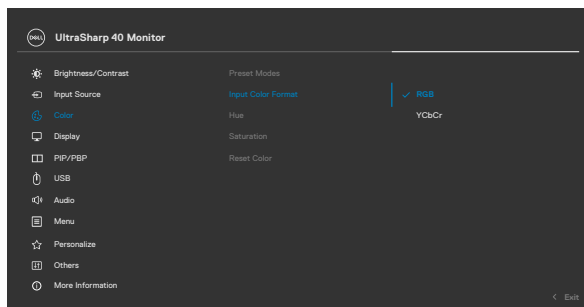 DELL UltraSharp 40 Monitor
Brightness/Contrast Preset Modes
Input Source Input Color Format RGB
Color Hue YCbCr
Display Saturation
PIP/PBP Reset Color
USB
Audio
Menu
Personalize
Others
More Information
Exit